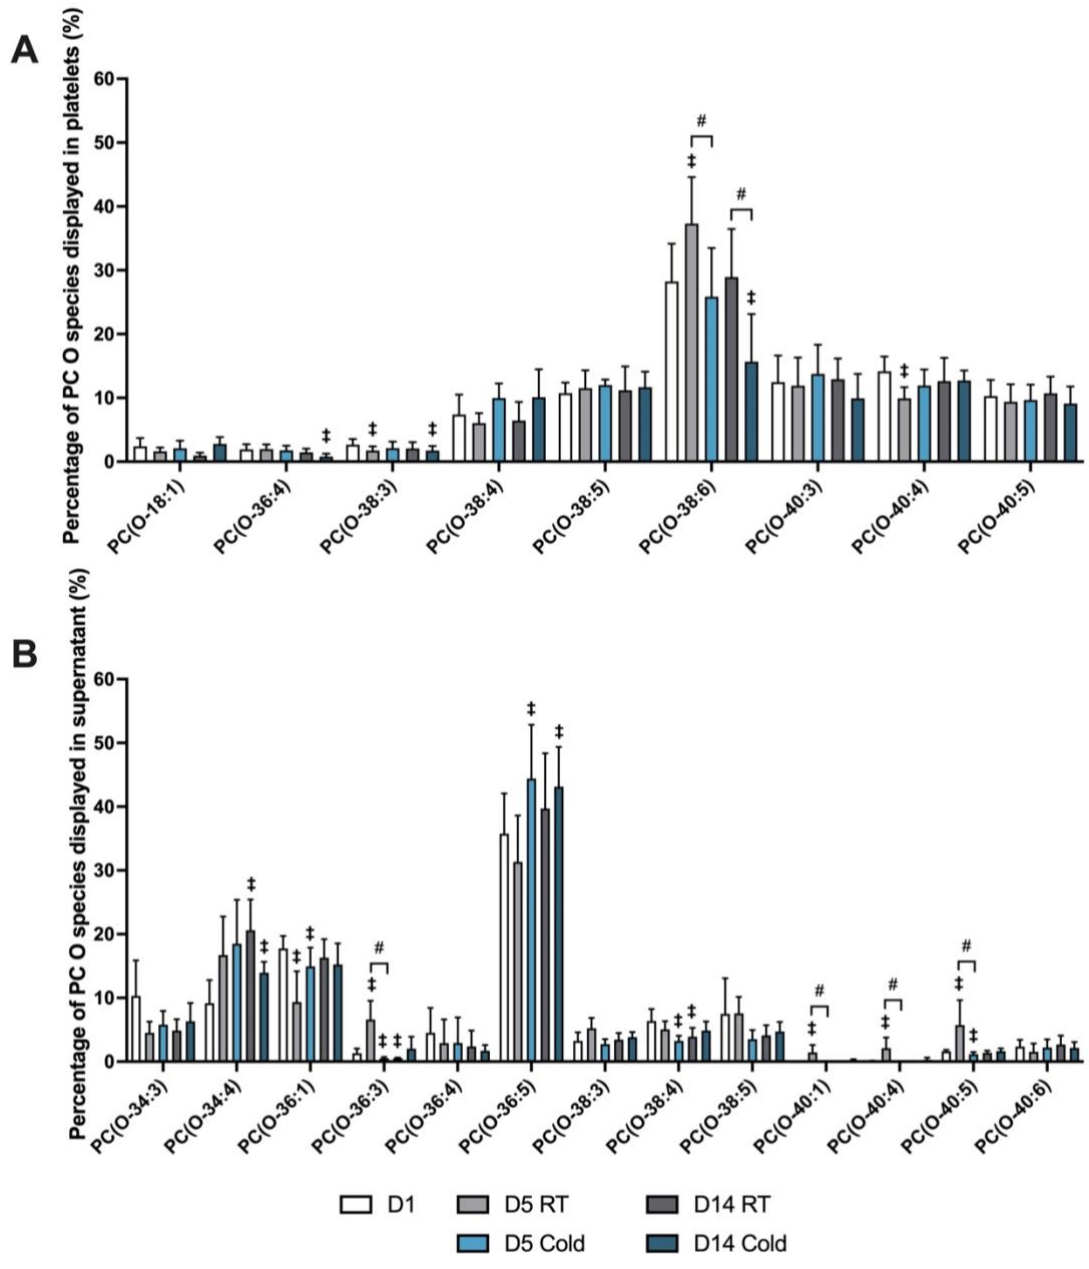 A
Percentage of PC O species displayed in platelets (%)
60
50
40
30
20
10
0
#
‡
#
‡
‡
‡
‡
‡
PC(O-18:1)
PC(O-36:4)
PC(O-38:3)
PC(O-38:4)
PC(O-38:5)
PC(O-38:6)
PC(O-40:3)
PC(O-40:4)
PC(O-40:5)
B
Percentage of PC O species displayed in supernatant (%)
60
50
40
30
20
10
0
‡
‡
‡
‡
‡
‡
#
‡
‡
‡
‡
‡
#
‡
#
‡
#
‡
‡
PC(O-34:3)
PC(O-34:4)
PC(O-36:1)
PC(O-36:3)
PC(O-36:4)
PC(O-36:5)
PC(O-38:3)
PC(O-38:4)
PC(O-38:5)
PC(O-40:1)
PC(O-40:4)
PC(O-40:5)
PC(O-40:6)
D1
D5 RT
D14 RT
D5 Cold
D14 Cold